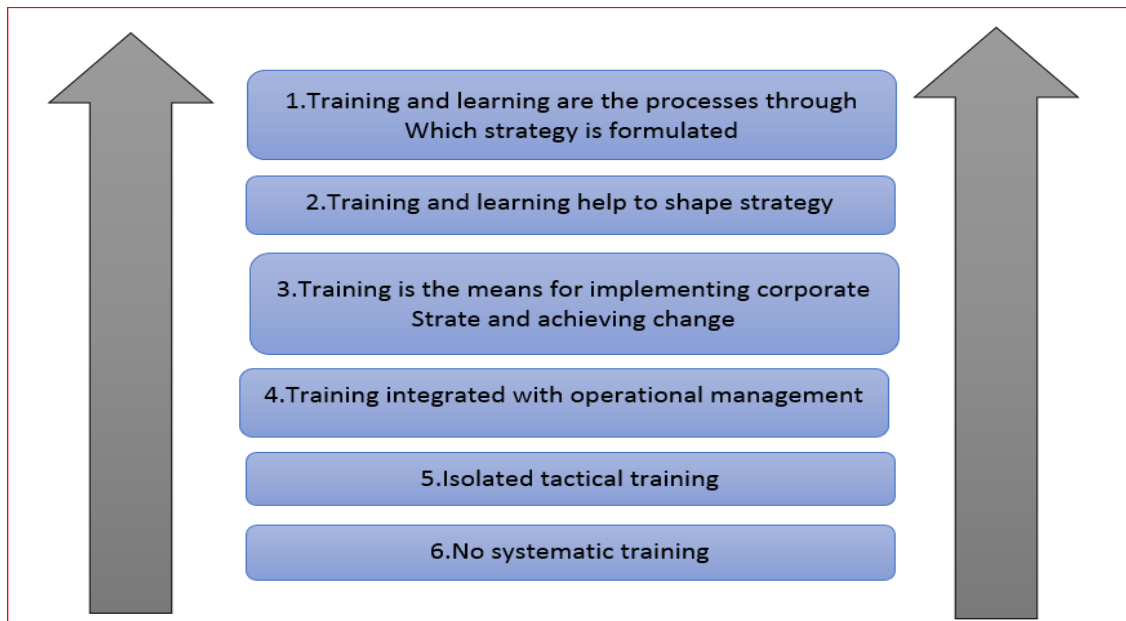 1.Training and learning are the processes through
Which strategy is formulated
2.Training and learning help to shape strategy
3.Training is the means for implementing corporate
Strate and achieving change
4.Training integrated with operational management
5.Isolated tactical training
6.No systematic training